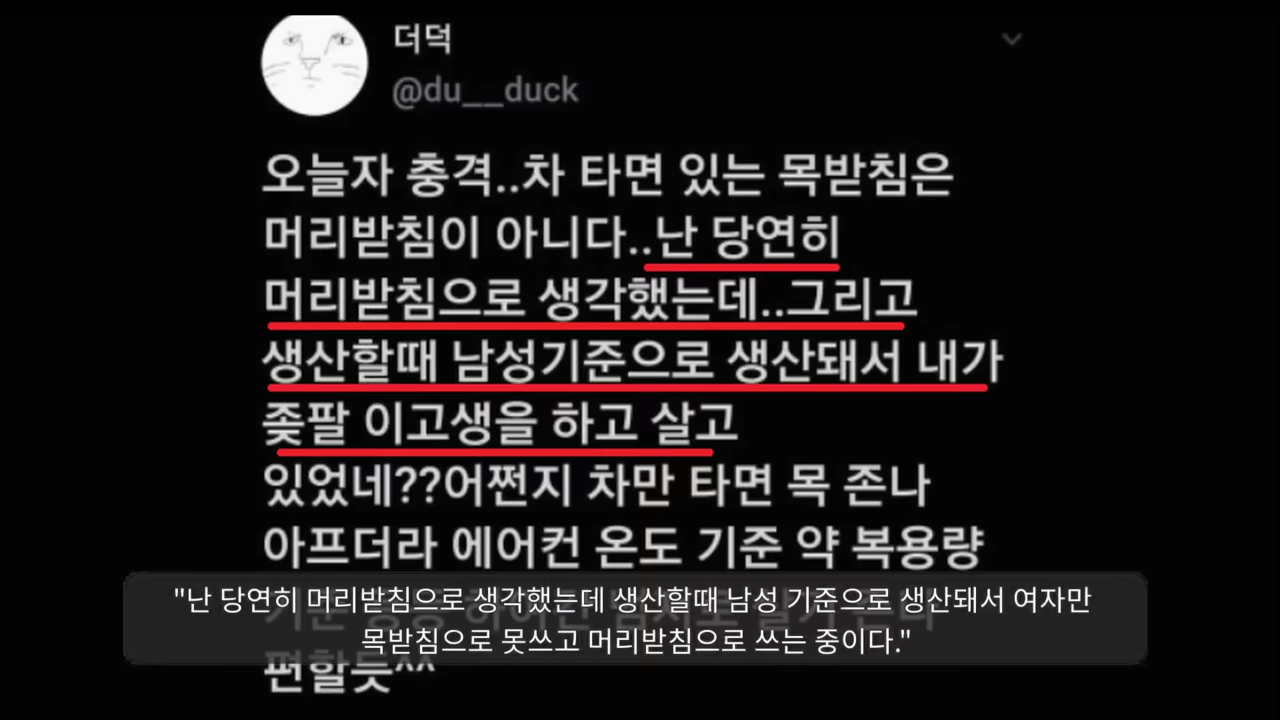 더덕
@du__duck
오늘자 충격..차 타면 있는 목받침은
머리받침이 아니다..난 당연히
머리받침으로 생각했는데..그리고
생산할때 남성기준으로 생산돼서 내가
좆팔 이고생을 하고 살고
있었네??어쩐지 차만 타면 목 존나
아프더라 에어컨 온도 기준 약 복용량
"난 당연히 머리받침으로 생각했는데 생산할때 남성 기준으로 생산돼서 여자만
목받침으로 못쓰고 머리받침으로 쓰는 중이다."
편할듯^^